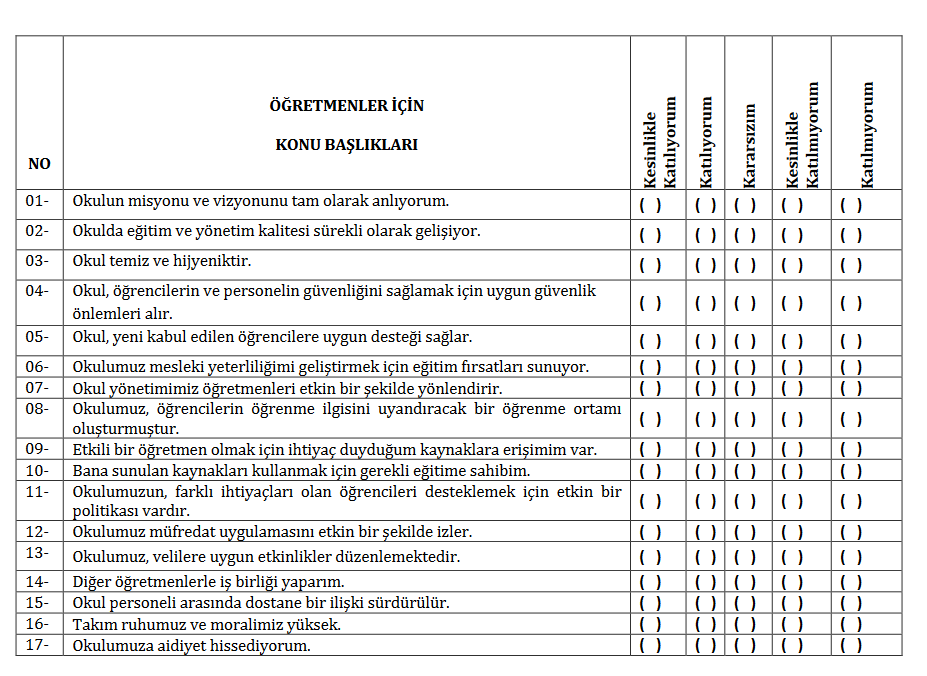 NO
ÖĞRETMENLER İÇİN
KONU BAŞLIKLARI
Kesinlikle
Katılıyorum
Katılıyorum
Kararsızım
Kesinlikle
Katılmıyorum
Katılmıyorum
01- Okulun misyonu ve vizyonunu tam olarak anlıyorum. ( ) ( ) ( ) ( ) ( )
02- Okulda eğitim ve yönetim kalitesi sürekli olarak gelişiyor. ( ) ( ) ( ) ( ) ( )
03- Okul temiz ve hijyeniktir. ( ) ( ) ( ) ( ) ( )
04- Okul, öğrencilerin ve personelin güvenliğini sağlamak için uygun güvenlik
önlemleri alır. ( ) ( ) ( ) ( ) ( )
05- Okul, yeni kabul edilen öğrencilere uygun desteği sağlar. ( ) ( ) ( ) ( ) ( )
06- Okulumuz mesleki yeterliliğimi geliştirmek için eğitim fırsatları sunuyor. ( ) ( ) ( ) ( ) ( )
07- Okul yönetimimiz öğretmenleri etkin bir şekilde yönlendirir. ( ) ( ) ( ) ( ) ( )
08- Okulumuz, öğrencilerin öğrenme ilgisini uyandıracak bir öğrenme ortamı
oluşturmuştur. ( ) ( ) ( ) ( ) ( )
09- Etkili bir öğretmen olmak için ihtiyaç duyduğum kaynaklara erişimim var. ( ) ( ) ( ) ( ) ( )
10- Bana sunulan kaynakları kullanmak için gerekli eğitime sahibim. ( ) ( ) ( ) ( ) ( )
11- Okulumuzun, farklı ihtiyaçları olan öğrencileri desteklemek için etkin bir
politikası vardır. ( ) ( ) ( ) ( ) ( )
12- Okulumuz müfredat uygulamasını etkin bir şekilde izler. ( ) ( ) ( ) ( ) ( )
13- Okulumuz, velilere uygun etkinlikler düzenlemektedir. ( ) ( ) ( ) ( ) ( )
14- Diğer öğretmenlerle iş birliği yaparım. ( ) ( ) ( ) ( ) ( )
15- Okul personeli arasında dostane bir ilişki sürdürülür. ( ) ( ) ( ) ( ) ( )
16- Takım ruhumuz ve moralimiz yüksek. ( ) ( ) ( ) ( ) ( )
17- Okulumuza aidiyet hissediyorum. ( ) ( ) ( ) ( ) ( )